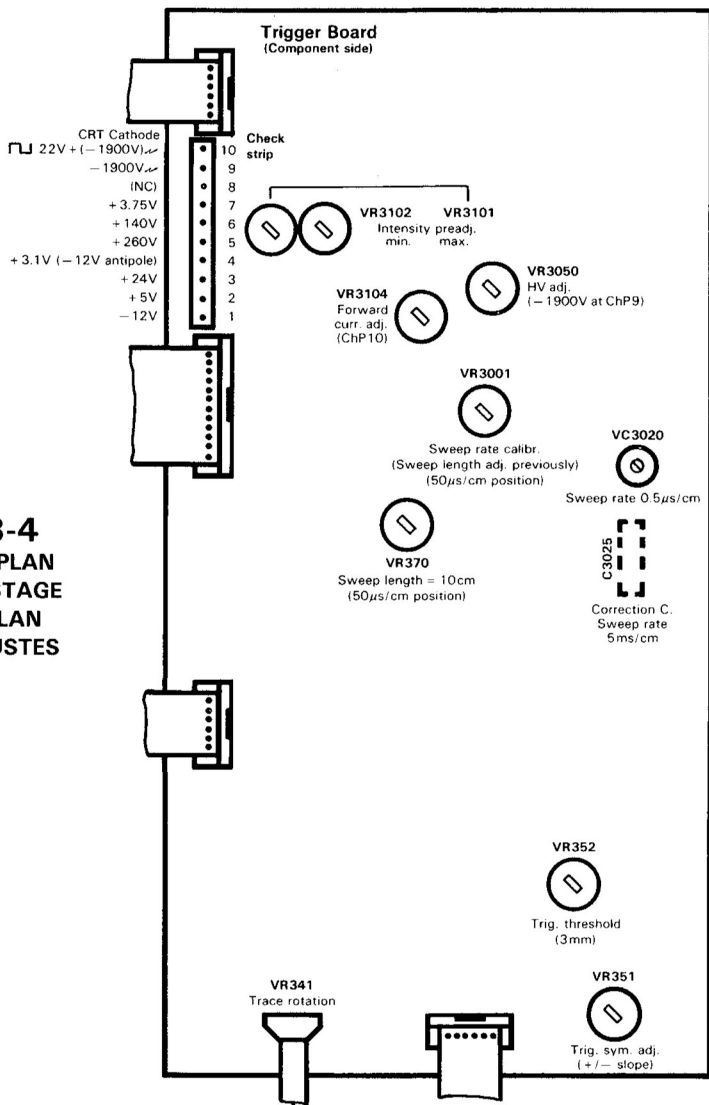 Trigger Board
(Component side)
CRT Cathode
22V + (− 1900V)
− 1900V
(NC)
+ 3.75V
+ 140V
+ 260V
+ 3.1V (− 12V antipole)
+ 24V
+ 5V
− 12V
10
9
8
7
6
5
4
3
2
1
Check
strip
VR3102 VR3101
Intensity preadj.
min. max.
VR3050
HV adj.
(− 1900V at ChP9)
VR3104
Forward
curr. adj.
(ChP10)
VR3001
Sweep rate calibr.
(Sweep length adj. previously)
(50µs/cm position)
VC3020
Sweep rate 0.5µs/cm
C3025
Correction C.
Sweep rate
5ms/cm
VR370
Sweep length = 10cm
(50µs/cm position)
3-4
PLAN
STAGE
LAN
USTES
VR352
Trig. threshold
(3mm)
VR351
Trig. sym. adj.
(+/− slope)
VR341
Trace rotation